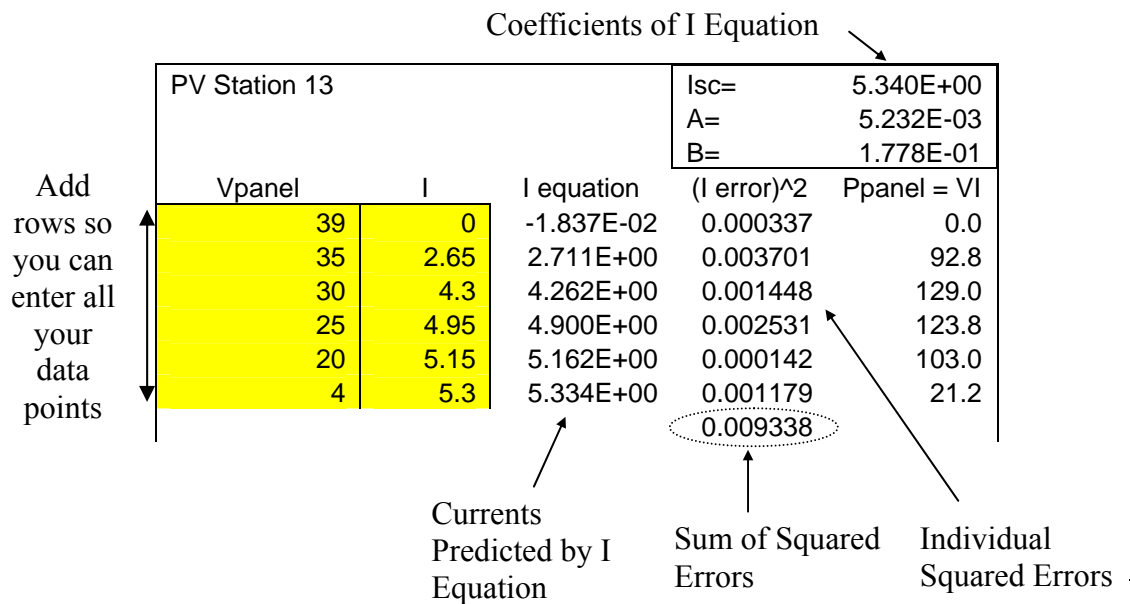 Coefficients of I Equation
PV Station 13 Isc= 5.340E+00
A= 5.232E-03
B= 1.778E-01
Add
rows so
you can
enter all
your
data
points
Vpanel I I equation (I error)^2 Ppanel = VI
39 0 -1.837E-02 0.000337 0.0
35 2.65 2.711E+00 0.003701 92.8
30 4.3 4.262E+00 0.001448 129.0
25 4.95 4.900E+00 0.002531 123.8
20 5.15 5.162E+00 0.000142 103.0
4 5.3 5.334E+00 0.001179 21.2
0.009338
Currents
Predicted by I
Equation
Sum of Squared
Errors
Individual
Squared Errors